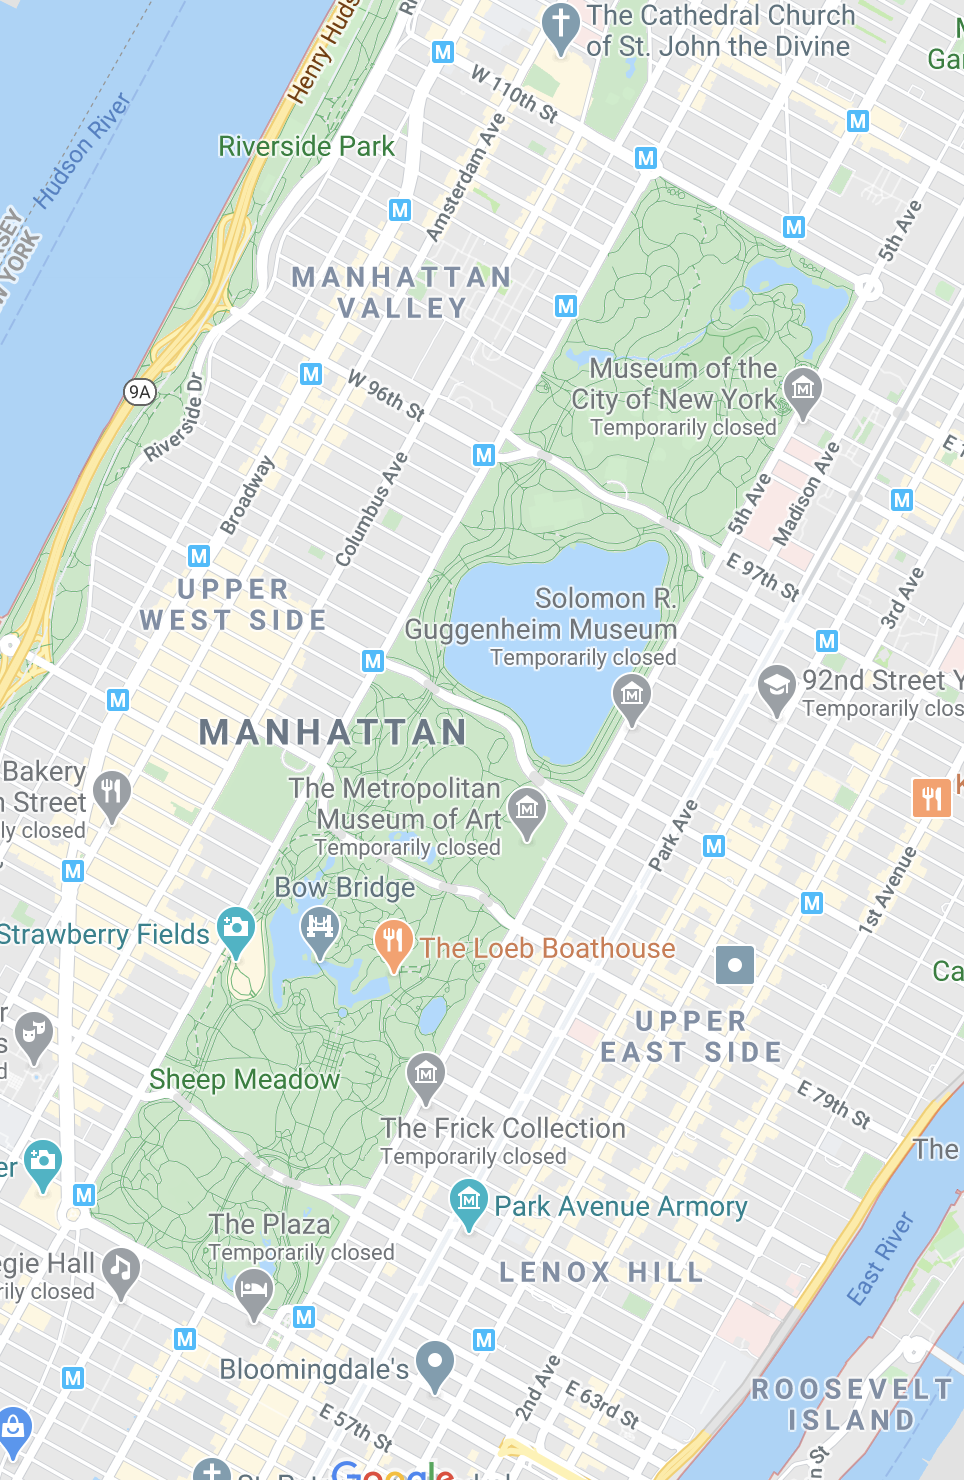 The Cathedral Church
of St. John the Divine
Henry Huds
W 110th St
M
M
Riverside Park
M
Hudson River
Amsterdam Ave
M
M
M
5th Ave
MANHATTAN
VALLEY
M
Museum of the
City of New York
Temporarily closed
M
W 96th St
9A
Riverside Dr
M
Broadway
Columbus Ave
5th Ave
Madison Ave
M
M
E 97th St
3rd Ave
UPPER
WEST SIDE
Solomon R.
Guggenheim Museum
Temporarily closed
M
M
M
92nd Street Y
Temporarily clos
MANHATTAN
Bakery
n Street
ly closed
The Metropolitan
Museum of Art
Temporarily closed
Park Ave
M
M
1st Avenue
M
Bow Bridge
Strawberry Fields
The Loeb Boathouse
Ca
UPPER
EAST SIDE
Sheep Meadow
E 79th St
The Frick Collection
Temporarily closed
The
er
M
Park Avenue Armory
The Plaza
Temporarily closed
egie Hall
rily closed
LENOX HILL
East River
M
M
M
Bloomingdale's
M
2nd Ave
E 63rd St
ROOSEVELT
ISLAND
E 57th St
n St
Google